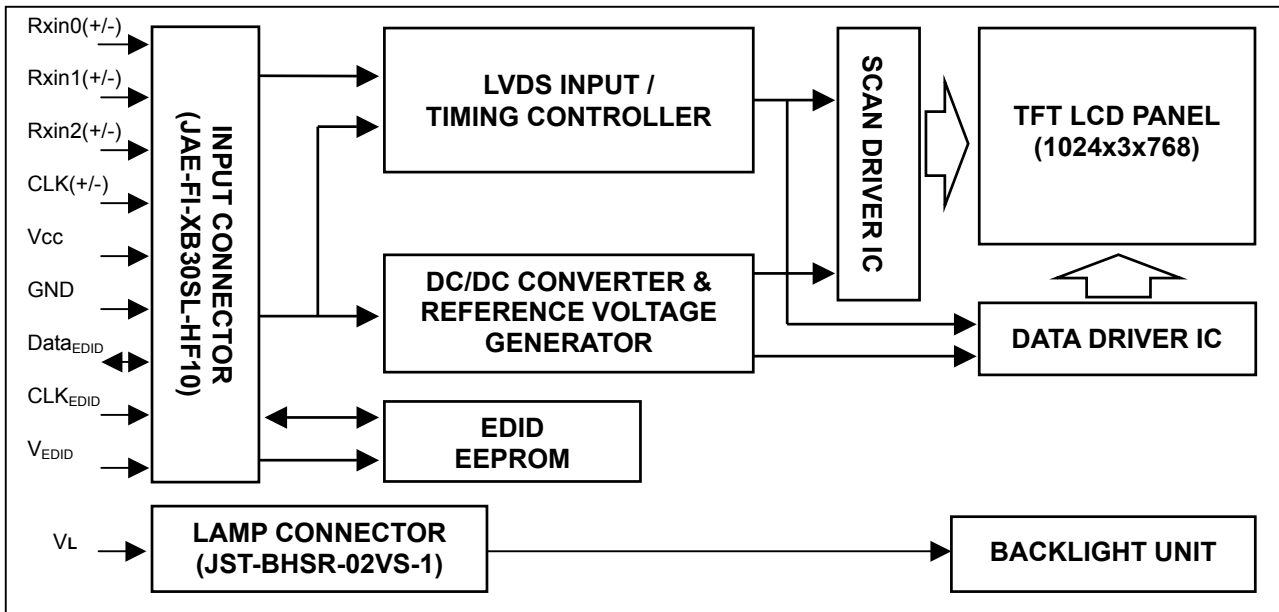 Rxin0(+/-)
Rxin1(+/-)
Rxin2(+/-)
CLK(+/-)
Vcc
GND
DataEDID
CLKEDID
VEDID
VL
INPUT CONNECTOR
(JAE-FI-XB30SL-HF10)
LVDS INPUT /
TIMING CONTROLLER
DC/DC CONVERTER &
REFERENCE VOLTAGE
GENERATOR
EDID
EEPROM
SCAN DRIVER IC
TFT LCD PANEL
(1024x3x768)
DATA DRIVER IC
LAMP CONNECTOR
(JST-BHSR-02VS-1)
BACKLIGHT UNIT